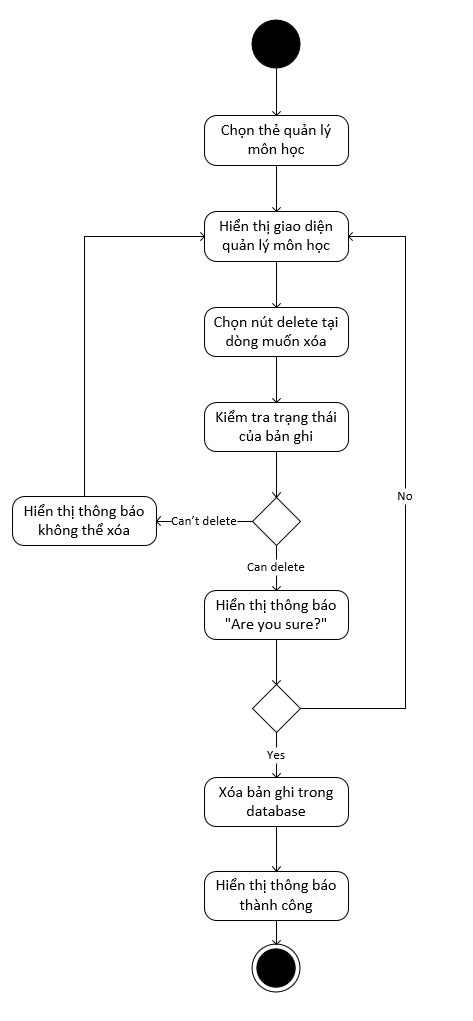 Chọn thẻ quản lý
môn học
Hiển thị giao diện
quản lý môn học
Chọn nút delete tại
dòng muốn xóa
Kiểm tra trạng thái
của bản ghi
Hiển thị thông báo
không thể xóa
Can't delete
Can delete
No
Hiển thị thông báo
"Are you sure?"
Yes
Xóa bản ghi trong
database
Hiển thị thông báo
thành công